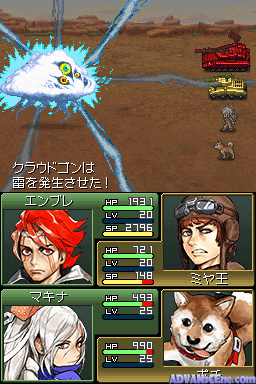 クラウドゴンは
雷を発生させた！
エンブレ
HP 1931
LV 20
SP 2796
HP 721
LV 20
SP 148
ミヤ王
マキナ
HP 493
LV 25
HP 990
LV 25
ポチ
ADVANsCEne.com